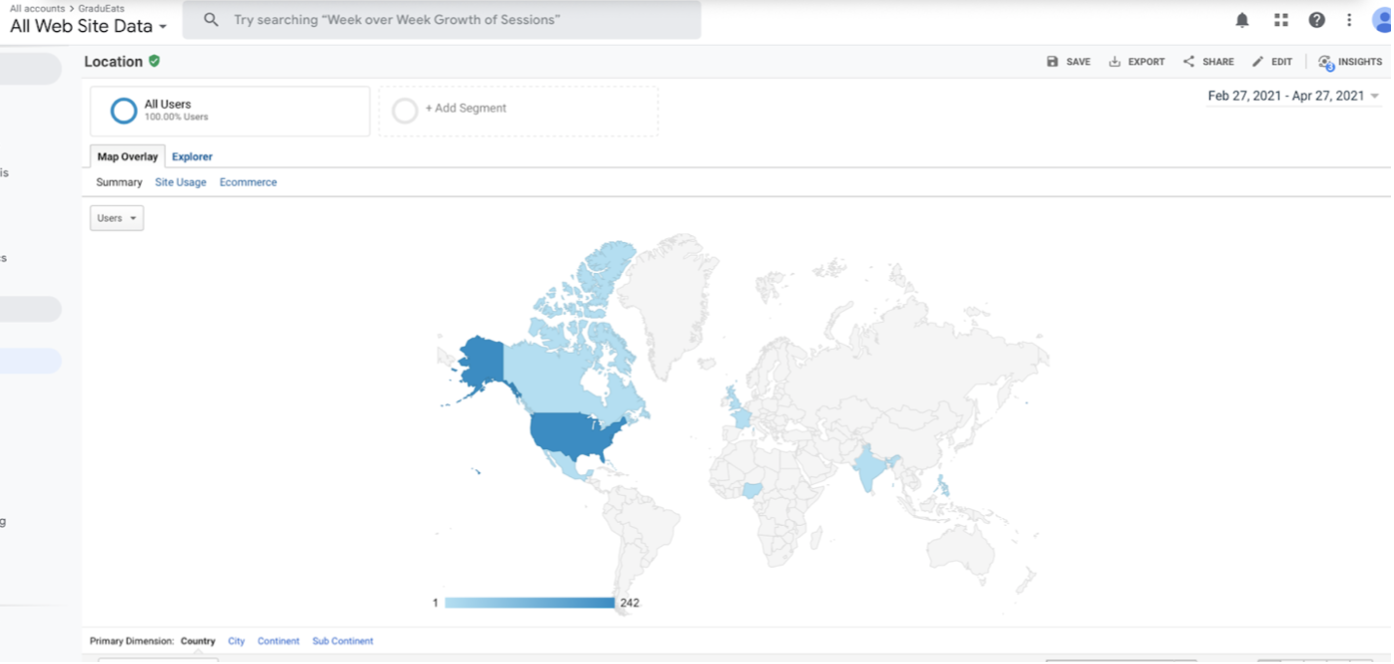 All accounts > GraduEats
All Web Site Data
Try searching “Week over Week Growth of Sessions”
Location
SAVE
EXPORT
SHARE
EDIT
3
INSIGHTS
All Users
100.00% Users
+ Add Segment
Feb 27, 2021 - Apr 27, 2021
Map Overlay
Explorer
is
Summary
Site Usage
Ecommerce
Users
s
g
1
242
Primary Dimension:
Country
City
Continent
Sub Continent